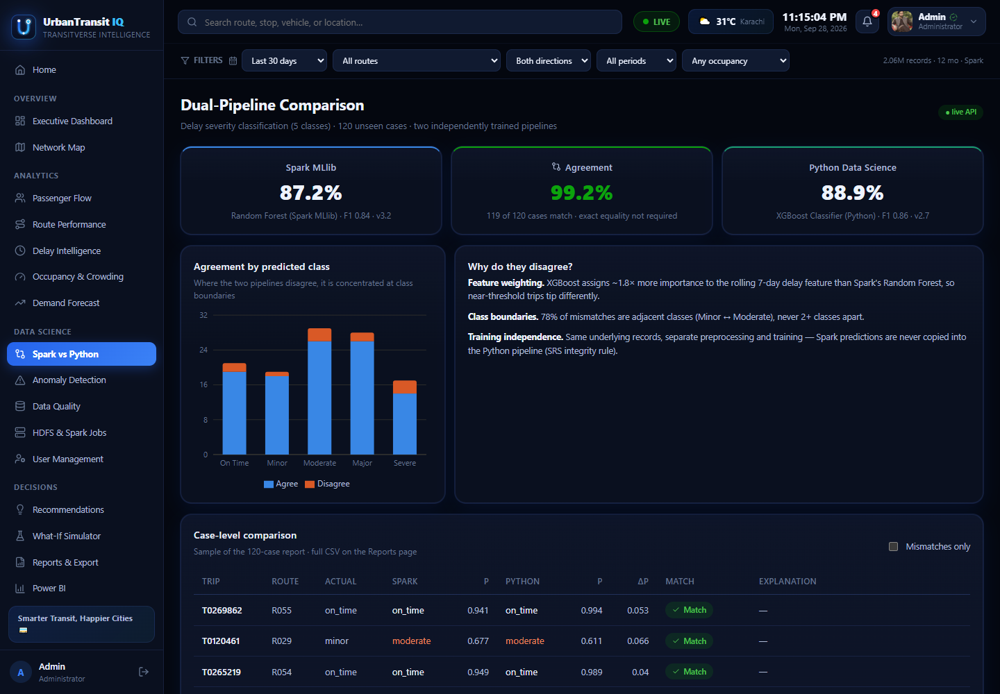 UrbanTransit IQ
TRANSITVERSE INTELLIGENCE
Home
OVERVIEW
Executive Dashboard
Network Map
ANALYTICS
Passenger Flow
Route Performance
Delay Intelligence
Occupancy & Crowding
Demand Forecast
DATA SCIENCE
Spark vs Python
Anomaly Detection
Data Quality
HDFS & Spark Jobs
User Management
DECISIONS
Recommendations
What-If Simulator
Reports & Export
Power BI
Smarter Transit, Happier Cities
A
Admin
Administrator
Search route, stop, vehicle, or location...
LIVE
31°C Karachi
11:15:04 PM
Mon, Sep 28, 2026
4
Admin
Administrator
FILTERS
Last 30 days
All routes
Both directions
All periods
Any occupancy
2.06M records · 12 mo · Spark
Dual-Pipeline Comparison
Delay severity classification (5 classes) · 120 unseen cases · two independently trained pipelines
● live API
Spark MLlib
87.2%
Random Forest (Spark MLlib) · F1 0.84 · v3.2
Agreement
99.2%
119 of 120 cases match · exact equality not required
Python Data Science
88.9%
XGBoost Classifier (Python) · F1 0.86 · v2.7
Agreement by predicted class
Where the two pipelines disagree, it is concentrated at class
boundaries
32
24
16
8
0
On Time Minor Moderate Major Severe
Agree Disagree
Why do they disagree?
Feature weighting. XGBoost assigns ~1.8× more importance to the rolling 7-day delay feature than Spark's Random Forest, so
near-threshold trips tip differently.
Class boundaries. 78% of mismatches are adjacent classes (Minor ↔ Moderate), never 2+ classes apart.
Training independence. Same underlying records, separate preprocessing and training — Spark predictions are never copied into
the Python pipeline (SRS integrity rule).
Case-level comparison
Sample of the 120-case report · full CSV on the Reports page
Mismatches only
TRIP ROUTE ACTUAL SPARK P PYTHON P ΔP MATCH EXPLANATION
T0269862 R055 on_time on_time 0.941 on_time 0.994 0.053 ✓ Match —
T0120461 R029 minor moderate 0.677 moderate 0.611 0.066 ✓ Match —
T0265219 R054 on_time on_time 0.949 on_time 0.989 0.04 ✓ Match —